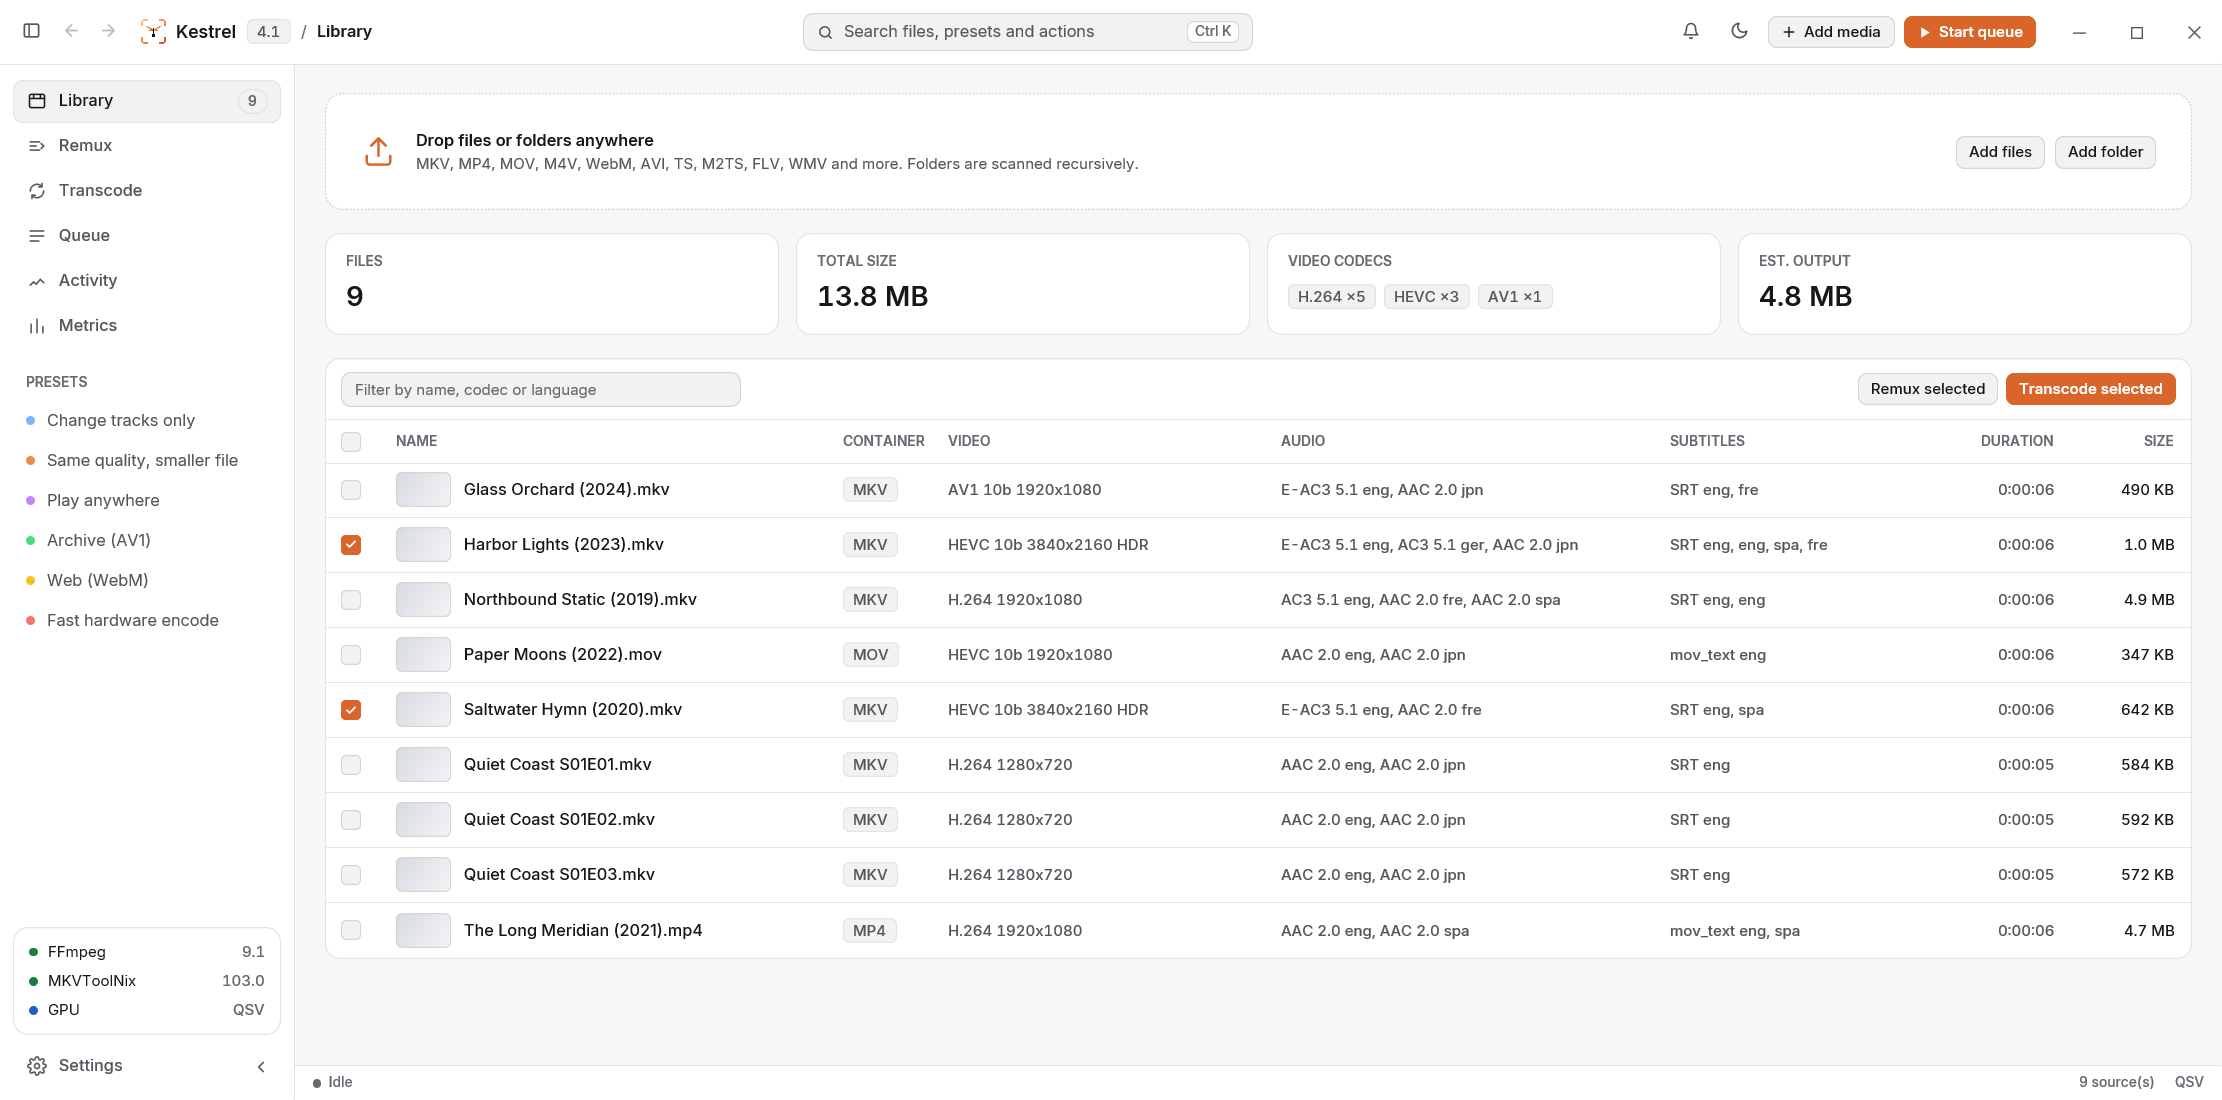 Kestrel 4.1 / Library
Search files, presets and actions Ctrl K
Add media
Start queue
Library 9
Remux
Transcode
Queue
Activity
Metrics
PRESETS
Change tracks only
Same quality, smaller file
Play anywhere
Archive (AV1)
Web (WebM)
Fast hardware encode
FFmpeg 9.1
MKVToolNix 103.0
GPU QSV
Settings
Drop files or folders anywhere
MKV, MP4, MOV, M4V, WebM, AVI, TS, M2TS, FLV, WMV and more. Folders are scanned recursively.
Add files Add folder
FILES
9
TOTAL SIZE
13.8 MB
VIDEO CODECS
H.264 ×5 HEVC ×3 AV1 ×1
EST. OUTPUT
4.8 MB
Filter by name, codec or language
Remux selected Transcode selected
NAME CONTAINER VIDEO AUDIO SUBTITLES DURATION SIZE
Glass Orchard (2024).mkv MKV AV1 10b 1920x1080 E-AC3 5.1 eng, AAC 2.0 jpn SRT eng, fre 0:00:06 490 KB
Harbor Lights (2023).mkv MKV HEVC 10b 3840x2160 HDR E-AC3 5.1 eng, AC3 5.1 ger, AAC 2.0 jpn SRT eng, eng, spa, fre 0:00:06 1.0 MB
Northbound Static (2019).mkv MKV H.264 1920x1080 AC3 5.1 eng, AAC 2.0 fre, AAC 2.0 spa SRT eng, eng 0:00:06 4.9 MB
Paper Moons (2022).mov MOV HEVC 10b 1920x1080 AAC 2.0 eng, AAC 2.0 jpn mov_text eng 0:00:06 347 KB
Saltwater Hymn (2020).mkv MKV HEVC 10b 3840x2160 HDR E-AC3 5.1 eng, AAC 2.0 fre SRT eng, spa 0:00:06 642 KB
Quiet Coast S01E01.mkv MKV H.264 1280x720 AAC 2.0 eng, AAC 2.0 jpn SRT eng 0:00:05 584 KB
Quiet Coast S01E02.mkv MKV H.264 1280x720 AAC 2.0 eng, AAC 2.0 jpn SRT eng 0:00:05 592 KB
Quiet Coast S01E03.mkv MKV H.264 1280x720 AAC 2.0 eng, AAC 2.0 jpn SRT eng 0:00:05 572 KB
The Long Meridian (2021).mp4 MP4 H.264 1920x1080 AAC 2.0 eng, AAC 2.0 spa mov_text eng, spa 0:00:06 4.7 MB
Idle
9 source(s) QSV